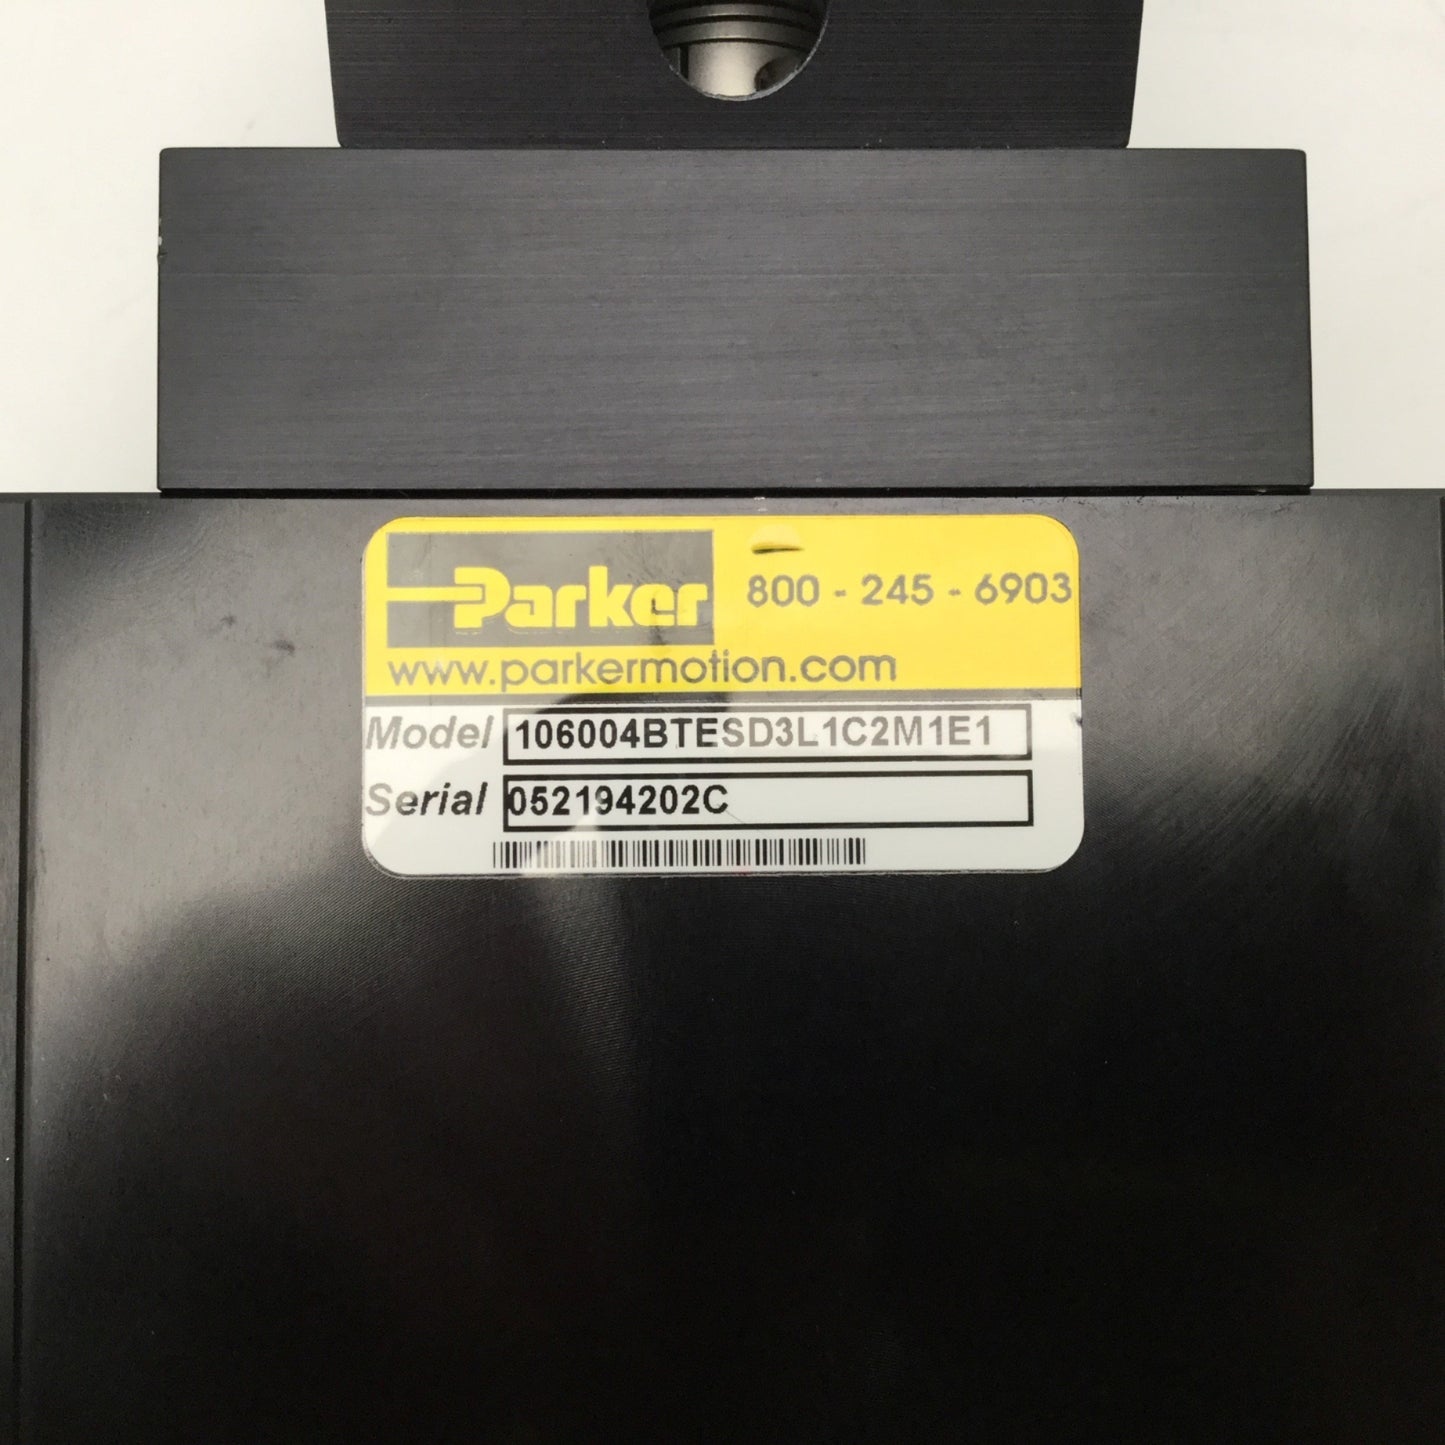 Parker
800 - 245 - 6903
www.parkermotion.com
Model 106004BTESD3L1C2M1E1
Serial 052194202C